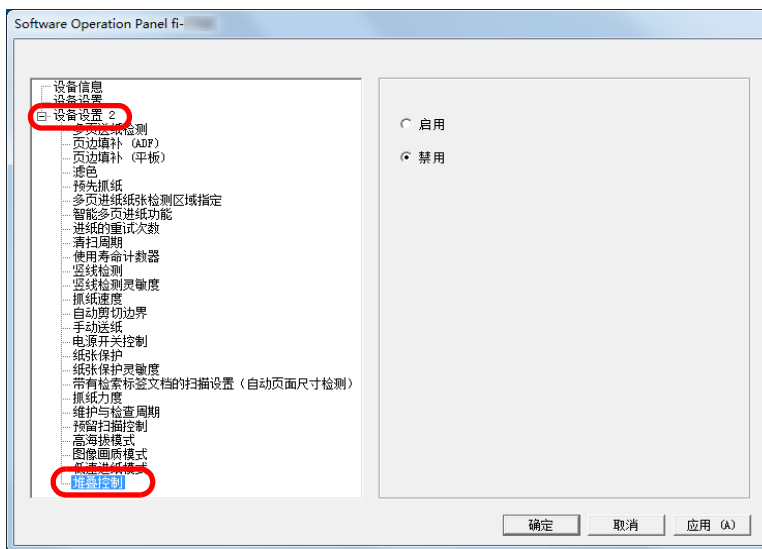 Software Operation Panel fi-
设备信息
设备设置
设备设置 2
多页送纸检测
页边填补 (ADF)
页边填补 (平板)
滤色
预先抓纸
多页进纸纸张检测区域指定
智能多页进纸功能
进纸的重试次数
清扫周期
使用寿命计数器
竖线检测
竖线检测灵敏度
抓纸速度
自动剪切边界
手动送纸
电源开关控制
纸张保护
纸张保护灵敏度
带有检索标签文档的扫描设置（自动页面尺寸检测）
抓纸力度
维护与检查周期
预留扫描控制
高海拔模式
图像画质模式
低速进纸模式
堆叠控制
启用
禁用
确定
取消
应用 (A)